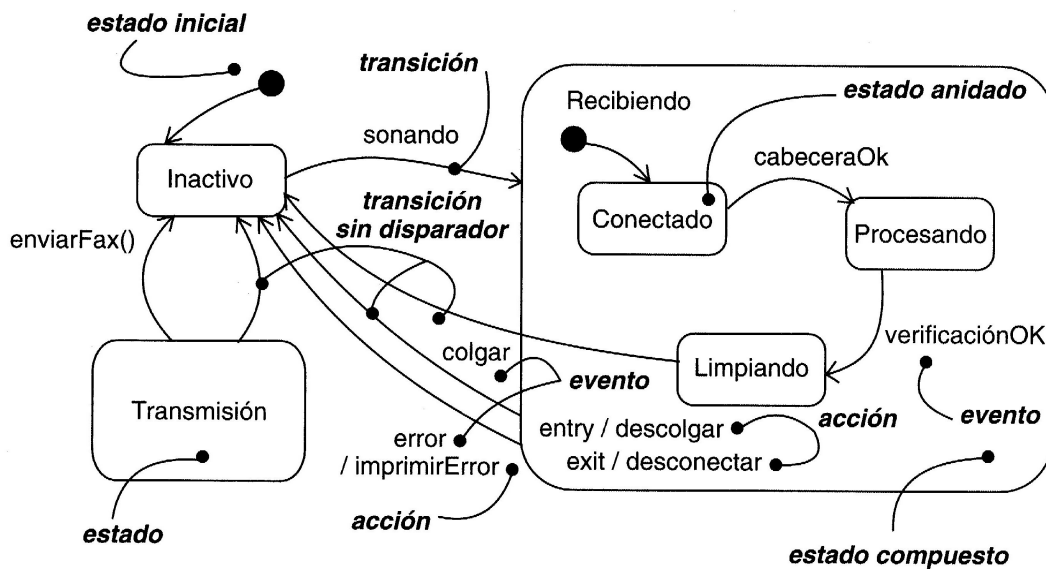 estado inicial
transición
Recibiendo
estado anidado
sonando
cabeceraOk
Inactivo
transición
sin disparador
Conectado
Procesando
enviarFax()
colgar
verificaciónOK
Limpiando
evento
Transmisión
error
/ imprimirError
entry / descolgar
exit / desconectar
acción
evento
estado
acción
estado compuesto